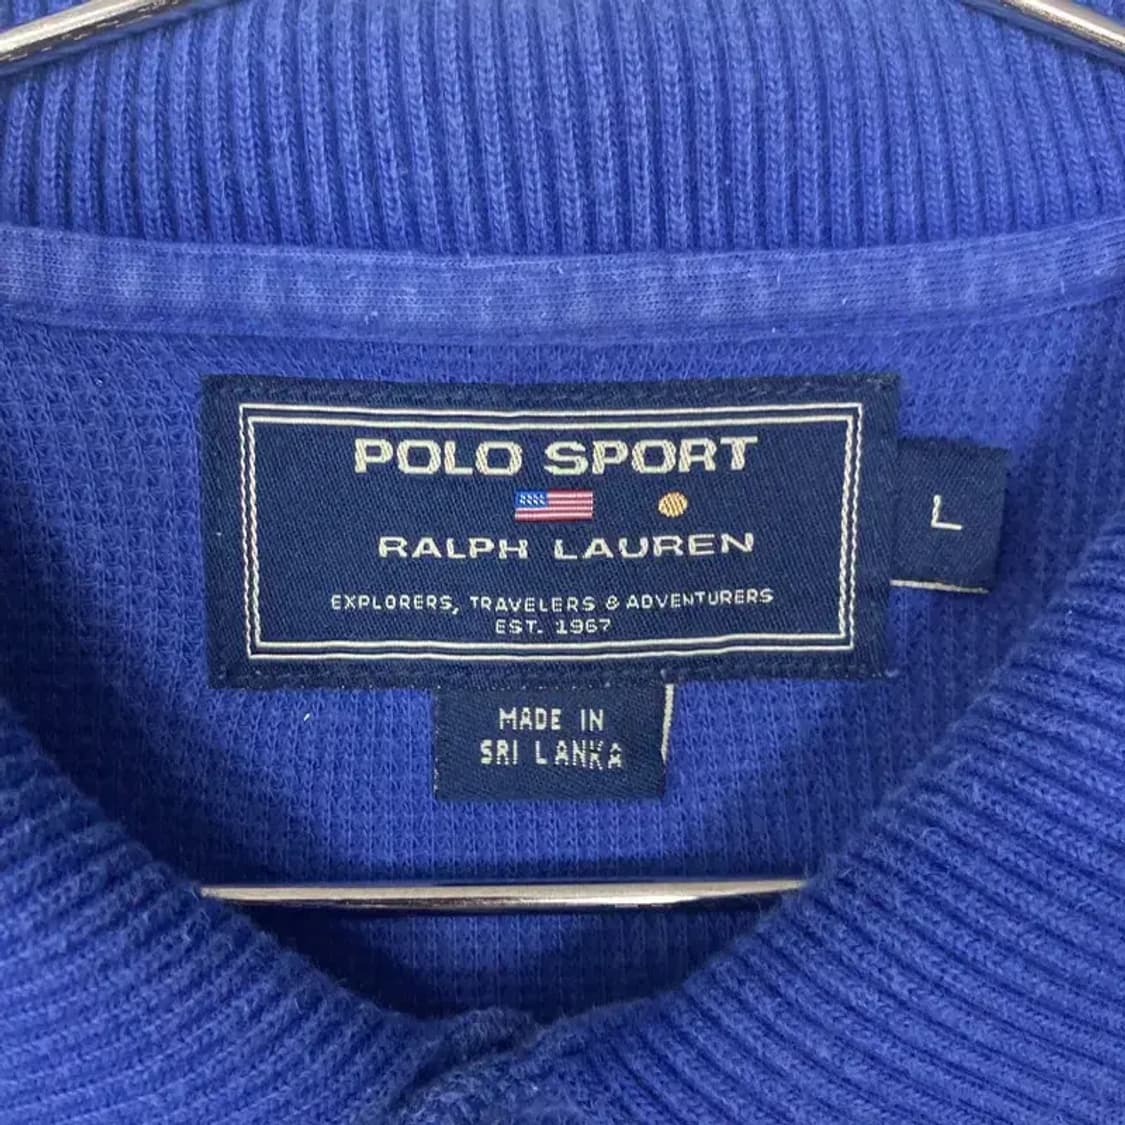 POLO SPORT
RALPH LAUREN
L
EXPLORERS, TRAVELERS & ADVENTURERS
EST. 1967
MADE IN
SRI LANKA